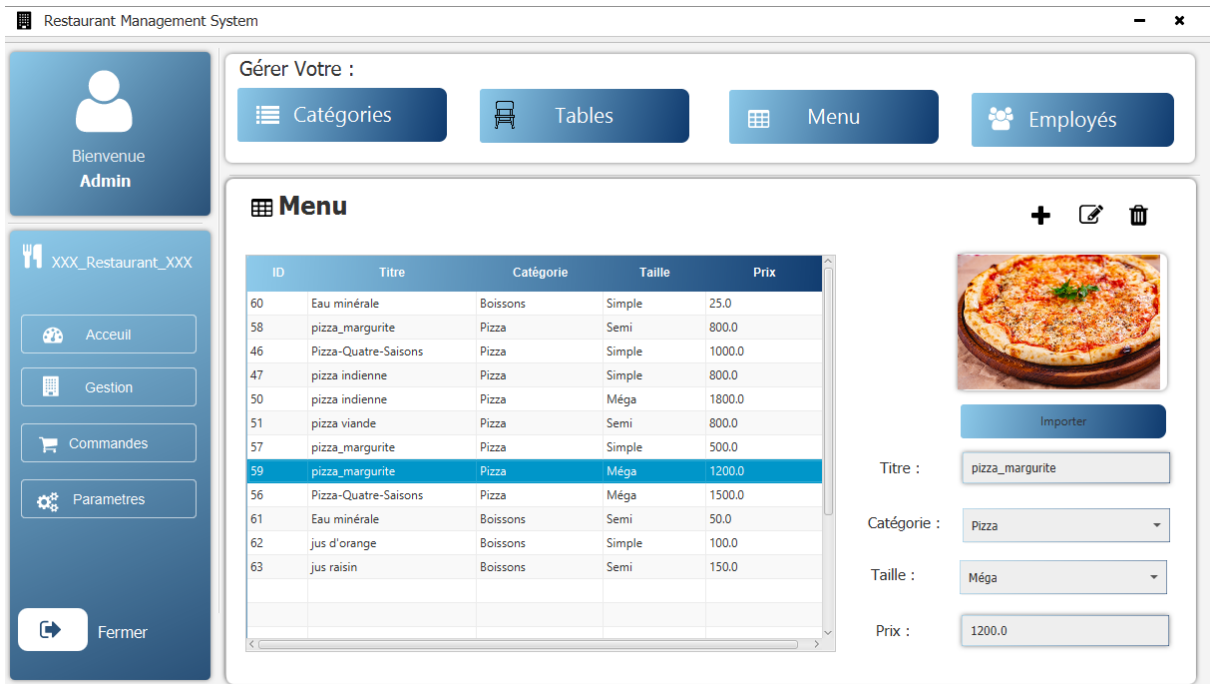 Restaurant Management System
Bienvenue
Admin
XXX_Restaurant_XXX
Acceuil
Gestion
Commandes
Parametres
Fermer
Gérer Votre :
Catégories Tables Menu Employés
Menu
ID Titre Catégorie Taille Prix
60 Eau minérale Boissons Simple 25.0
58 pizza_margurite Pizza Semi 800.0
46 Pizza-Quatre-Saisons Pizza Simple 1000.0
47 pizza indienne Pizza Simple 800.0
50 pizza indienne Pizza Méga 1800.0
51 pizza viande Pizza Semi 800.0
57 pizza_margurite Pizza Simple 500.0
59 pizza_margurite Pizza Méga 1200.0
56 Pizza-Quatre-Saisons Pizza Méga 1500.0
61 Eau minérale Boissons Semi 50.0
62 jus d'orange Boissons Simple 100.0
63 jus raisin Boissons Semi 150.0
Importer
Titre : pizza_margurite
Catégorie : Pizza
Taille : Méga
Prix : 1200.0